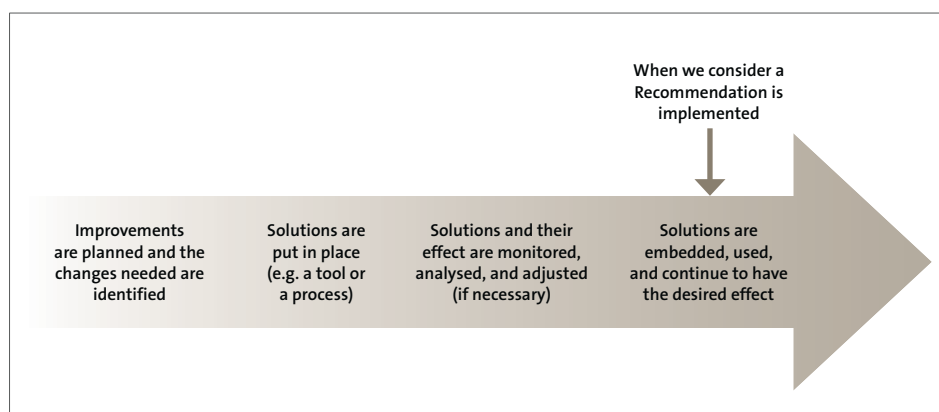 When we consider a
Recommendation is
implemented
Improvements
are planned and the
changes needed are
identified
Solutions are
put in place
(e.g. a tool or
a process)
Solutions and their
effect are monitored,
analysed, and adjusted
(if necessary)
Solutions are
embedded, used,
and continue to have
the desired effect